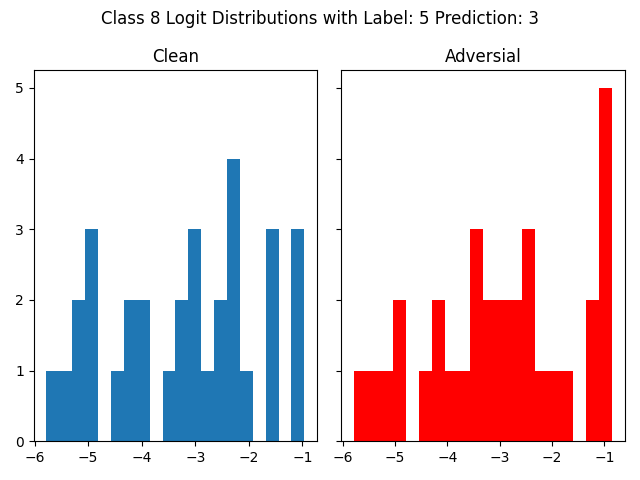 Class 8 Logit Distributions with Label: 5 Prediction: 3
Clean
Adversial
5
4
3
2
1
0
−6 −5 −4 −3 −2 −1
−6 −5 −4 −3 −2 −1